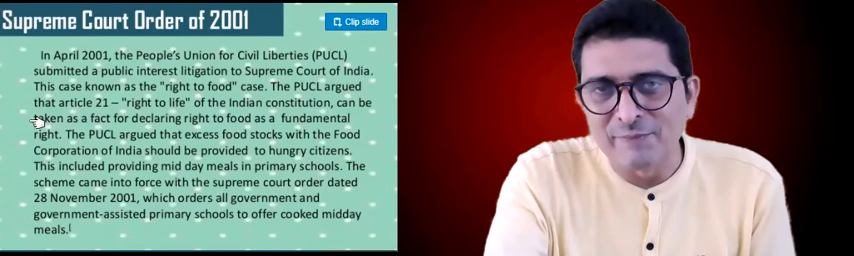 Supreme Court Order of 2001
Clip slide
In April 2001, the People's Union for Civil Liberties (PUCL)
submitted a public interest litigation to Supreme Court of India.
This case known as the "right to food" case. The PUCL argued
that article 21 – "right to life" of the Indian constitution, can be
taken as a fact for declaring right to food as a fundamental
right. The PUCL argued that excess food stocks with the Food
Corporation of India should be provided to hungry citizens.
This included providing mid day meals in primary schools. The
scheme came into force with the supreme court order dated
28 November 2001, which orders all government and
government-assisted primary schools to offer cooked midday
meals.[